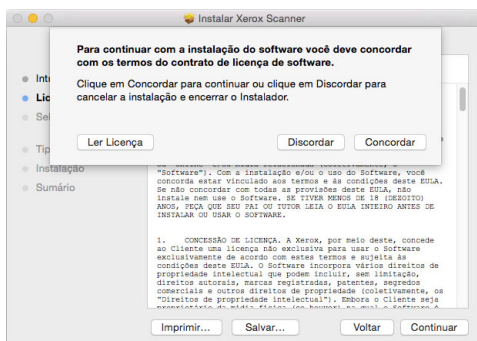 Instalar Xerox Scanner
Para continuar com a instalação do software você deve concordar
com os termos do contrato de licença de software.
Clique em Concordar para continuar ou clique em Discordar para
cancelar a instalação e encerrar o Instalador.
Ler Licença
Discordar
Concordar
Int
Lic
Sel
Tip
Instalação
Sumário
"Software"). Com a instalação e/ou o uso do Software, você
concorda estar vinculado aos termos e às condições deste EULA.
Se não concordar com todas as provisões deste EULA, não
instale nem use o Software. SE TIVER MENOS DE 18 (DEZOITO)
ANOS, PEÇA QUE SEU PAI OU TUTOR LEIA O EULA INTEIRO ANTES DE
INSTALAR OU USAR O SOFTWARE.
1. CONCESSÃO DE LICENÇA. A Xerox, por meio deste, concede
ao Cliente uma licença não exclusiva para usar o Software
exclusivamente de acordo com estes termos e sujeita às
condições deste EULA. O Software incorpora vários direitos de
propriedade intelectual que podem incluir, sem limitação,
direitos autorais, marcas registradas, patentes, segredos
comerciais e outros direitos de propriedade (coletivamente, os
"Direitos de propriedade intelectual"). Embora o Cliente seja
Imprimir...
Salvar...
Voltar
Continuar